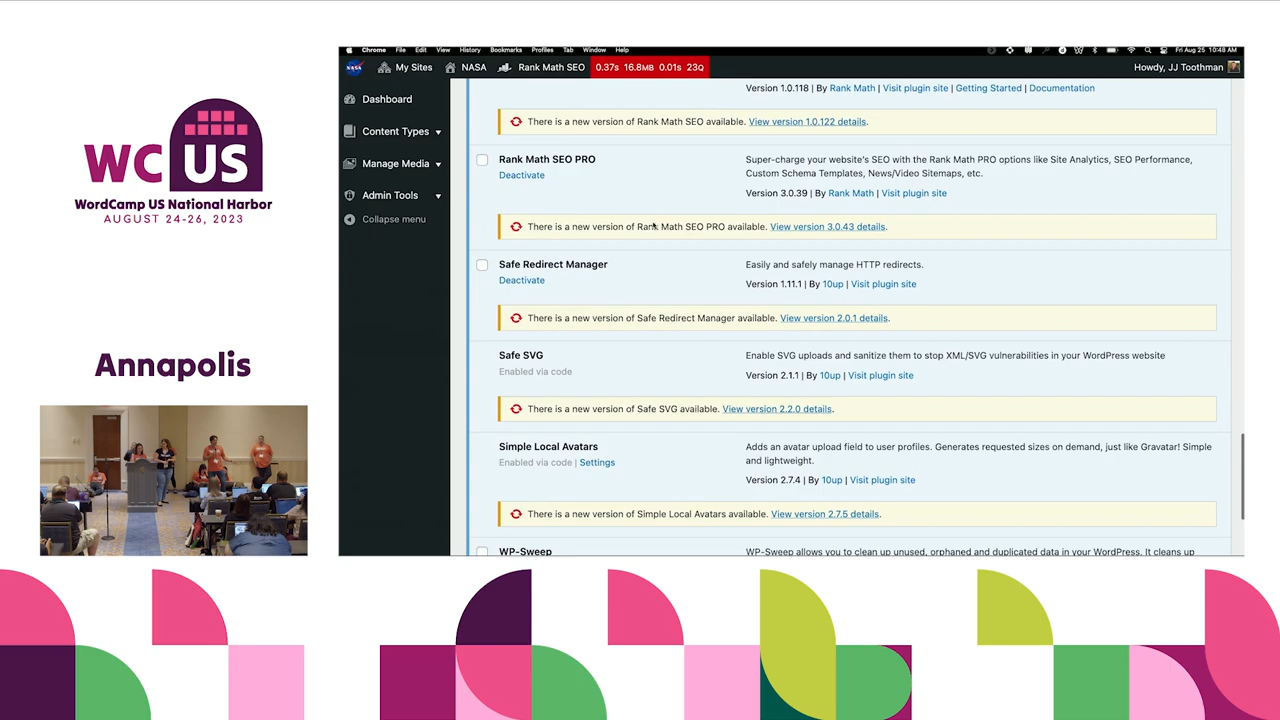 WC US
WordCamp US National Harbor
AUGUST 24-26, 2023
Annapolis
Chrome File Edit View History Bookmarks Profiles Tab Window Help Fri Aug 25 10:48 AM
NASA My Sites NASA Rank Math SEO 0.37s 16.8MB 0.01s 23Q Howdy, JJ Toothman
Dashboard
Content Types
Manage Media
Admin Tools
Collapse menu
Version 1.0.118 | By Rank Math | Visit plugin site | Getting Started | Documentation
There is a new version of Rank Math SEO available. View version 1.0.122 details.
Rank Math SEO PRO
Deactivate
Super-charge your website's SEO with the Rank Math PRO options like Site Analytics, SEO Performance,
Custom Schema Templates, News/Video Sitemaps, etc.
Version 3.0.39 | By Rank Math | Visit plugin site
There is a new version of Rank Math SEO PRO available. View version 3.0.43 details.
Safe Redirect Manager
Deactivate
Easily and safely manage HTTP redirects.
Version 1.11.1 | By 10up | Visit plugin site
There is a new version of Safe Redirect Manager available. View version 2.0.1 details.
Safe SVG
Enabled via code
Enable SVG uploads and sanitize them to stop XML/SVG vulnerabilities in your WordPress website
Version 2.1.1 | By 10up | Visit plugin site
There is a new version of Safe SVG available. View version 2.2.0 details.
Simple Local Avatars
Enabled via code | Settings
Adds an avatar upload field to user profiles. Generates requested sizes on demand, just like Gravatar! Simple
and lightweight.
Version 2.7.4 | By 10up | Visit plugin site
There is a new version of Simple Local Avatars available. View version 2.7.5 details.
WP-Sweep
WP-Sweep allows you to clean up unused, orphaned and duplicated data in your WordPress. It cleans up